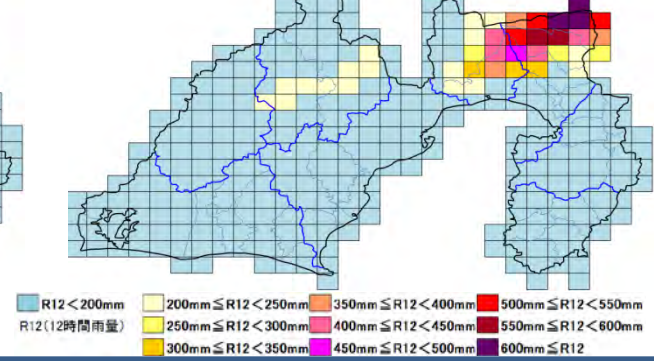 R12＜200mm 200mm≦R12＜250mm 350mm≦R12＜400mm 500mm≦R12＜550mm
R12（12時間雨量） 250mm≦R12＜300mm 400mm≦R12＜450mm 550mm≦R12＜600mm
300mm≦R12＜350mm 450mm≦R12＜500mm 600mm≦R12